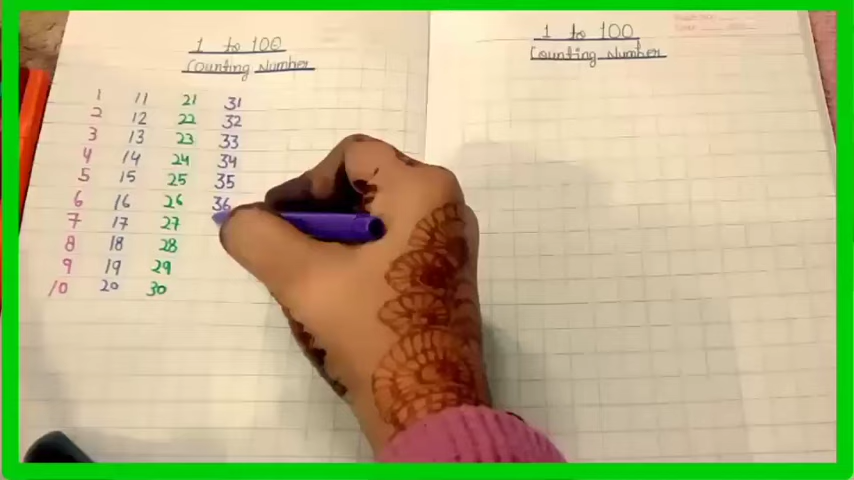 1 to 100
Counting Number
1 11 21 31
2 12 22 32
3 13 23 33
4 14 24 34
5 15 25 35
6 16 26 36
7 17 27
8 18 28
9 19 29
10 20 30
1 to 100
Counting Number